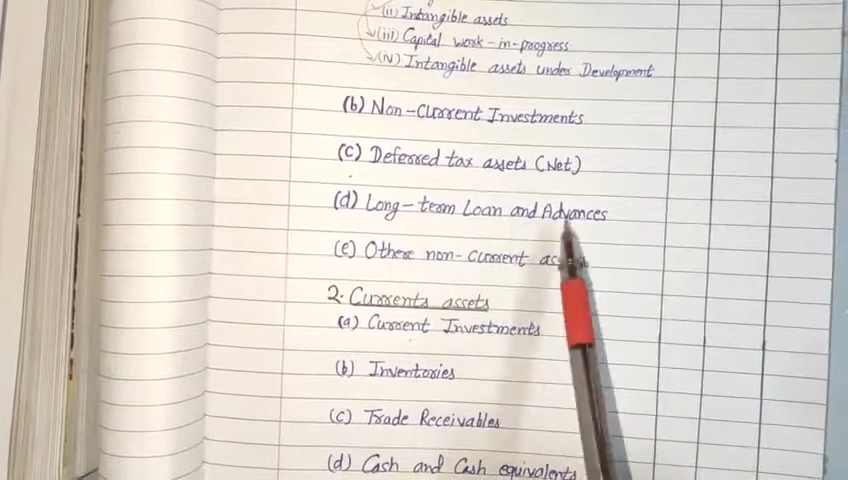 (ii) Intangible assets
(iii) Capital work-in-progress
(iv) Intangible assets under Development
(b) Non-Current Investments
(c) Deferred tax assets (Net)
(d) Long-term Loan and Advances
(e) Othere non-current
2. Currents assets
(a) Current Investments
(b) Inventories
(c) Trade Receivables
(d) Cash and Cash equivalents